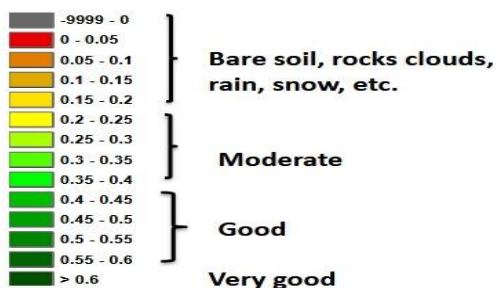 -9999 - 0
0 - 0.05
0.05 - 0.1
0.1 - 0.15
0.15 - 0.2
Bare soil, rocks clouds,
rain, snow, etc.
0.2 - 0.25
0.25 - 0.3
0.3 - 0.35
0.35 - 0.4
Moderate
0.4 - 0.45
0.45 - 0.5
0.5 - 0.55
0.55 - 0.6
Good
> 0.6
Very good